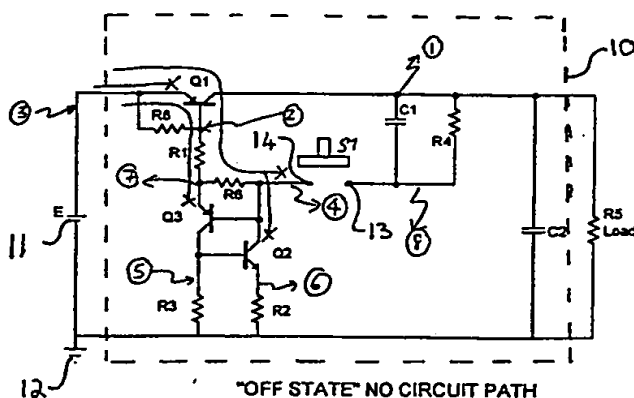 10
1
3
Q1
2
C1
R4
R6
14
S1
R1
7
R6
4
13
8
E
Q3
C2
R5
Load
11
5
Q2
6
R3
R2
12
"OFF STATE" NO CIRCUIT PATH